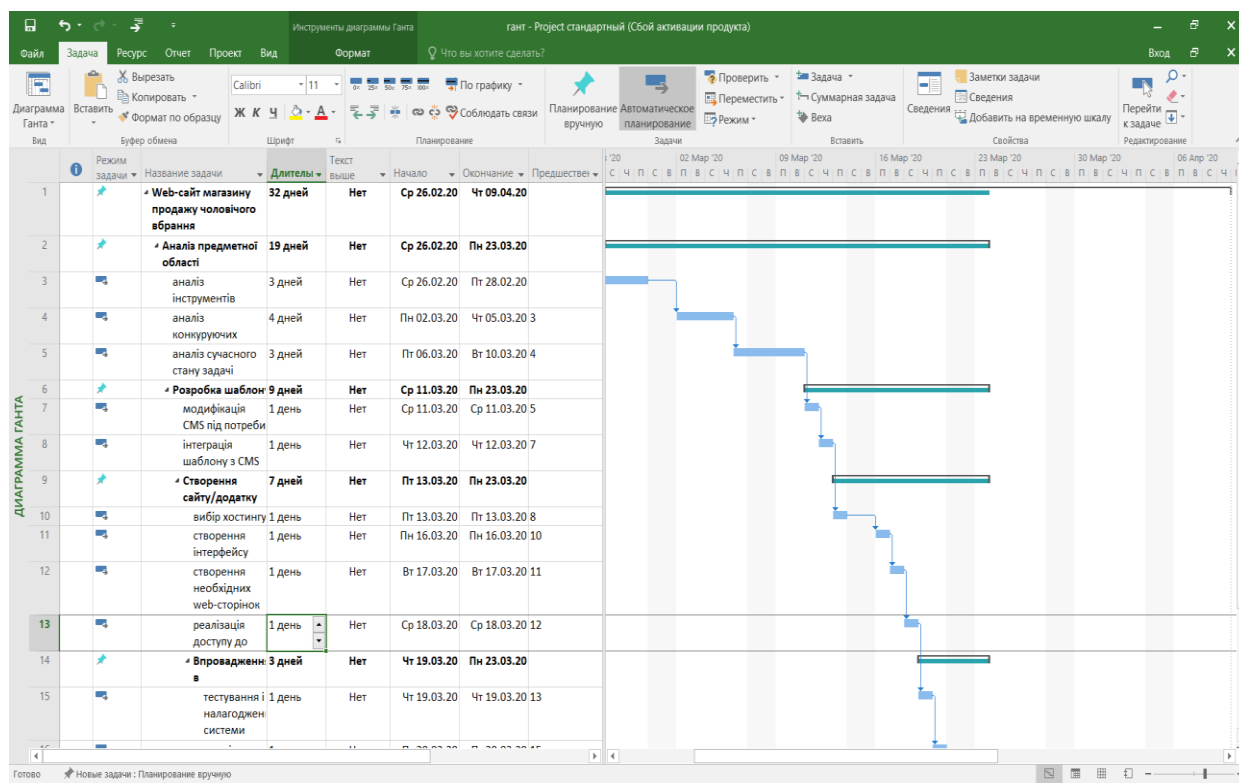 Инструменты диаграммы Ганта
гант - Project стандартный (Сбой активации продукта)
Файл Задача Ресурс Отчет Проект Вид Формат Что вы хотите сделать? Вход
Диаграмма Ганта
Вставить
Вырезать
Копировать
Формат по образцу
Calibri 11
Ж К Ч
0× 25× 50× 75× 100×
По графику
Соблюдать связи
Планирование вручную
Автоматическое планирование
Проверить
Переместить
Режим
Задача
Суммарная задача
Веха
Сведения
Заметки задачи
Сведения
Добавить на временную шкалу
Перейти к задаче
Вид Буфер обмена Шрифт Планирование Задачи Вставить Свойства Редактирование
Режим задачи Название задачи Длителы Текст выше Начало Окончание Предшествен
'20 02 Мар '20 09 Мар '20 16 Мар '20 23 Мар '20 30 Мар '20 06 Апр '20
С Ч П С В П В С Ч П С В П В С Ч П С В П В С Ч П С В П В С Ч П С В П В С Ч П С В П В С Ч
1 Web-сайт магазину продажу чоловічого вбрання 32 дней Нет Ср 26.02.20 Чт 09.04.20
2 Аналіз предметної області 19 дней Нет Ср 26.02.20 Пн 23.03.20
3 аналіз інструментів 3 дней Нет Ср 26.02.20 Пт 28.02.20
4 аналіз конкуруючих 4 дней Нет Пн 02.03.20 Чт 05.03.20 3
5 аналіз сучасного стану задачі 3 дней Нет Пт 06.03.20 Вт 10.03.20 4
6 Розробка шаблон 9 дней Нет Ср 11.03.20 Пн 23.03.20
7 модифікація CMS під потреби 1 день Нет Ср 11.03.20 Ср 11.03.20 5
8 інтеграція шаблону з CMS 1 день Нет Чт 12.03.20 Чт 12.03.20 7
9 Створення сайту/додатку 7 дней Нет Пт 13.03.20 Пн 23.03.20
10 вибір хостингу 1 день Нет Пт 13.03.20 Пт 13.03.20 8
11 створення інтерфейсу 1 день Нет Пн 16.03.20 Пн 16.03.20 10
12 створення необхідних web-сторінок 1 день Нет Вт 17.03.20 Вт 17.03.20 11
13 реалізація доступу до 1 день Нет Ср 18.03.20 Ср 18.03.20 12
14 Впроваджен в 3 дней Нет Чт 19.03.20 Пн 23.03.20
15 тестування і налагоджен системи 1 день Нет Чт 19.03.20 Чт 19.03.20 13
ДИАГРАММА ГАНТА
Готово Новые задачи : Планирование вручную